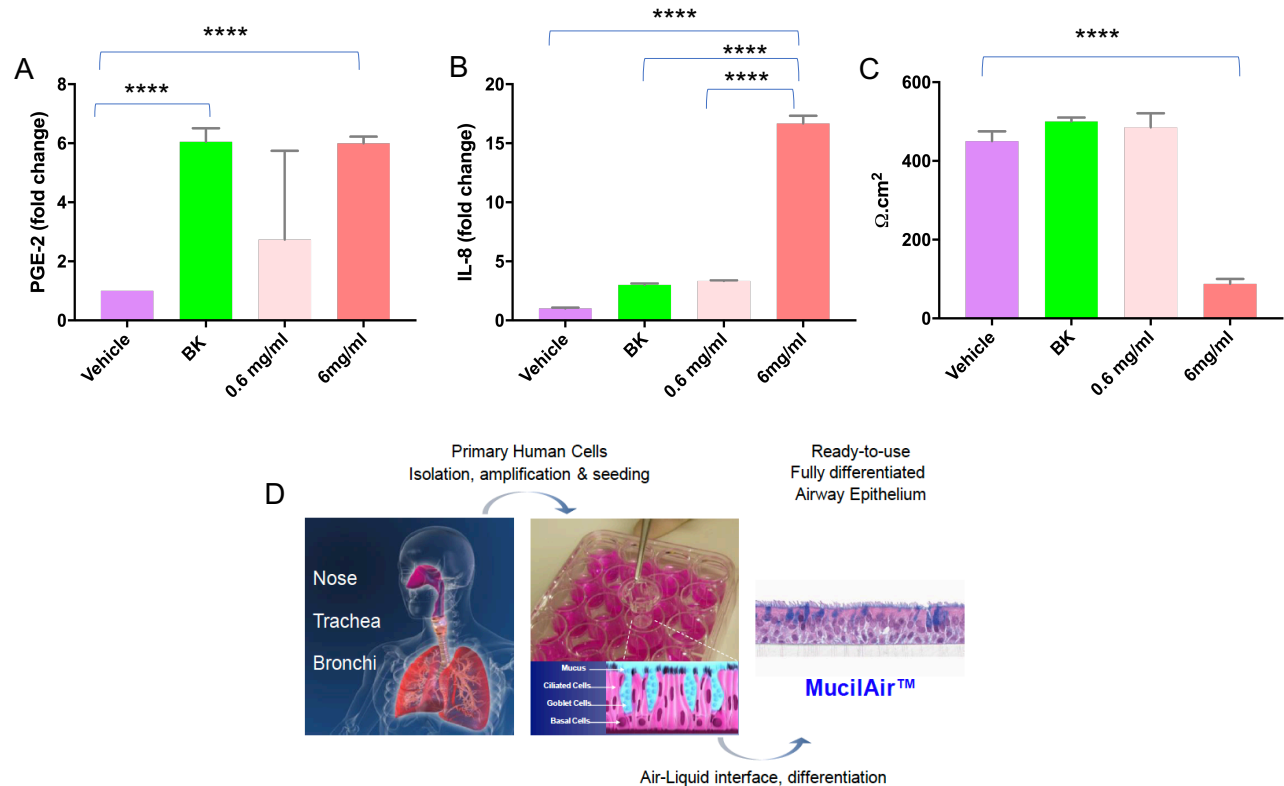 A
****
****
PGE-2 (fold change)
8
6
4
2
0
Vehicle
BK
0.6 mg/ml
6mg/ml
B
****
****
****
IL-8 (fold change)
20
15
10
5
0
Vehicle
BK
0.6 mg/ml
6mg/ml
C
****
Ω.cm²
600
400
200
0
Vehicle
BK
0.6 mg/ml
6mg/ml
D
Primary Human Cells
Isolation, amplification & seeding
Ready-to-use
Fully differentiated
Airway Epithelium
Nose
Trachea
Bronchi
Mucus
Ciliated Cells
Goblet Cells
Basal Cells
MucilAir™
Air-Liquid interface, differentiation